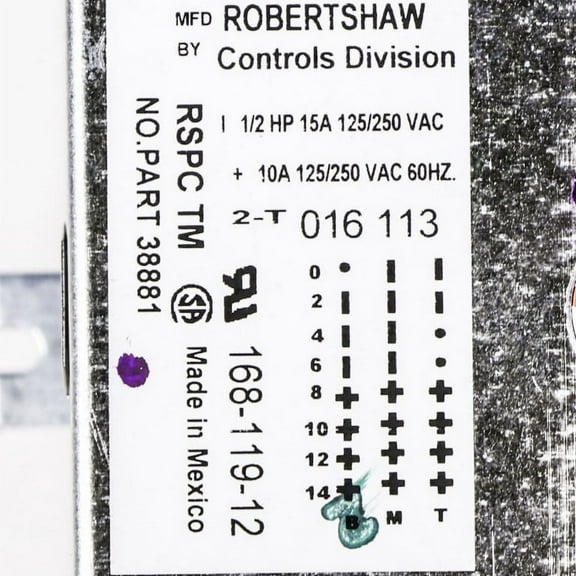 MFD ROBERTSHAW
BY Controls Division
I 1/2 HP 15A 125/250 VAC
+ 10A 125/250 VAC 60HZ.
2-T 016 113
0 • I I
2 I I I
4 I I •
6 I I •
8 + + +
10 + + +
12 + + +
14 + + +
B M T
NO.PART 38881
RSPC TM
SA Made in Mexico
RU 168-119-12